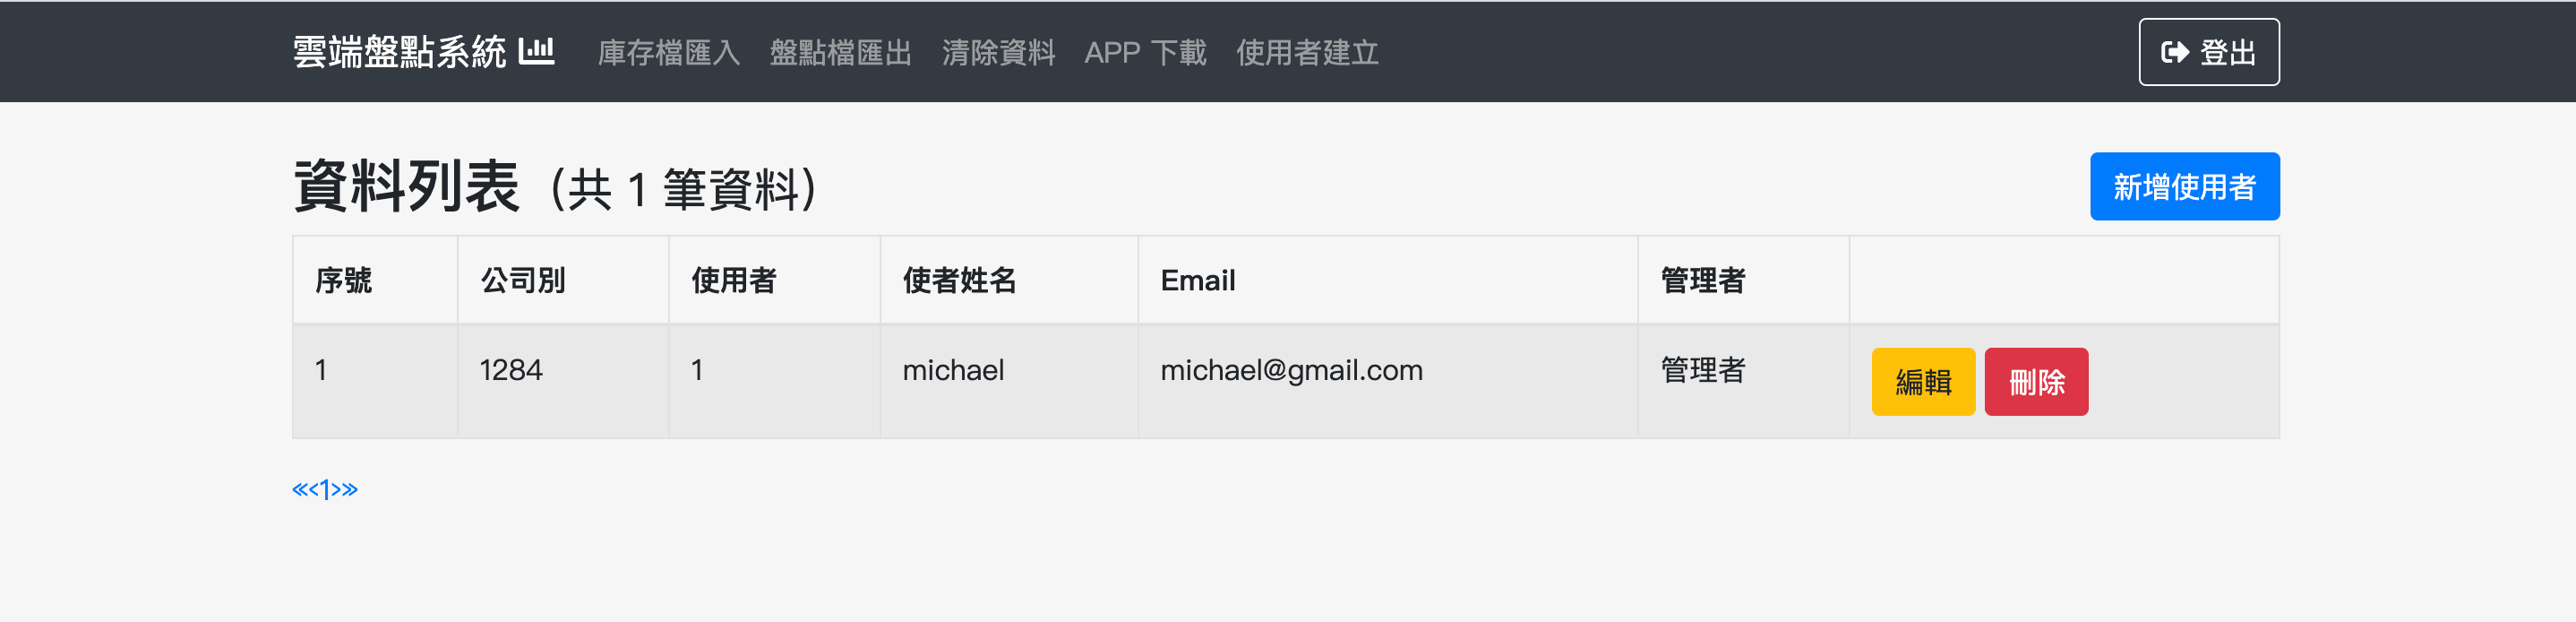 雲端盤點系統 庫存檔匯入 盤點檔匯出 清除資料 APP 下載 使用者建立 登出
資料列表 (共 1 筆資料) 新增使用者
序號 公司別 使用者 使者姓名 Email 管理者
1 1284 1 michael michael@gmail.com 管理者 編輯 刪除
«‹1›»